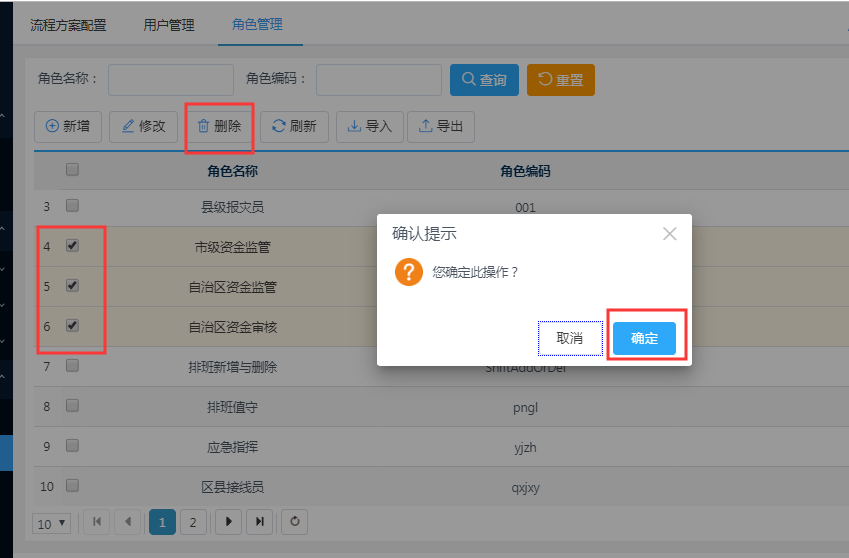 流程方案配置 用户管理 角色管理
角色名称： 角色编码： 查询 重置
新增 修改 删除 刷新 导入 导出
角色名称 角色编码
3 县级报灾员 001
确认提示
4 市级资金监管
您确定此操作？
5 自治区资金监管
6 自治区资金审核
取消 确定
7 排班新增与删除 ShiftAddOrDel
8 排班值守 pngl
9 应急指挥 yjzh
10 区县接线员 qxjxy
10 1 2